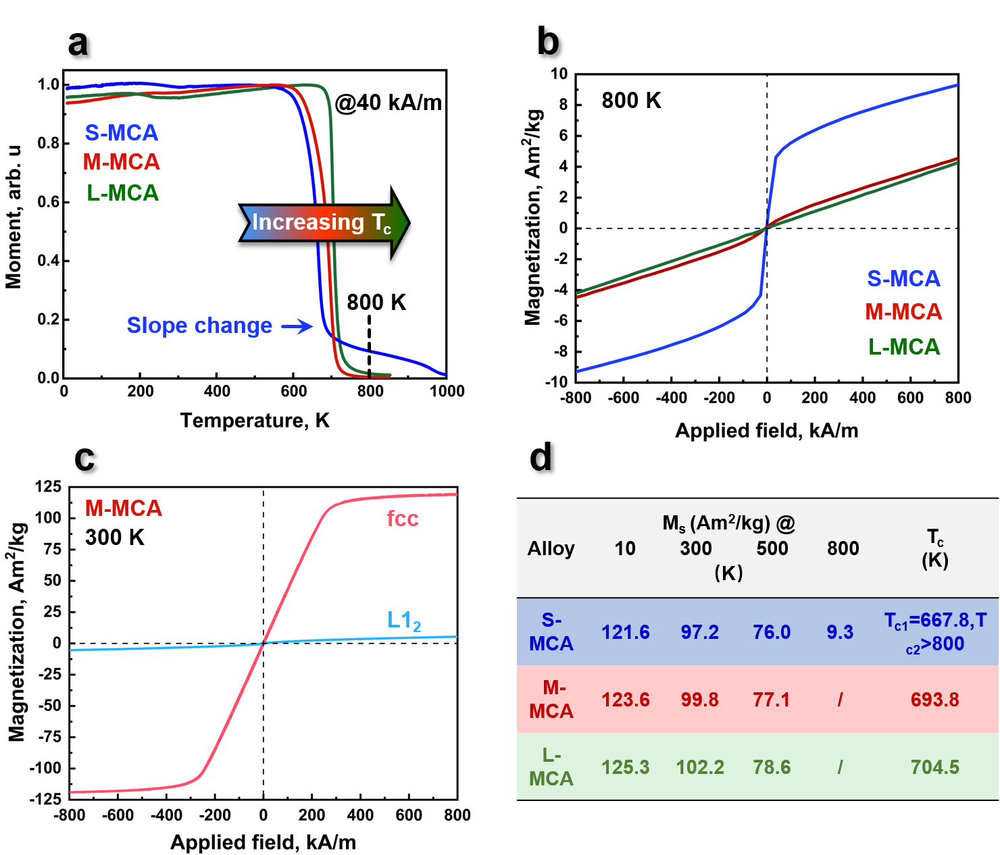 a
1.0
0.8
0.6
0.4
0.2
0.0
Moment, arb. u
@40 kA/m
S-MCA
M-MCA
L-MCA
Increasing Tc
800 K
Slope change
0 200 400 600 800 1000
Temperature, K
b
10
8
6
4
2
0
-2
-4
-6
-8
-10
Magnetization, Am²/kg
800 K
S-MCA
M-MCA
L-MCA
-800 -600 -400 -200 0 200 400 600 800
Applied field, kA/m
c
125
100
75
50
25
0
-25
-50
-75
-100
-125
Magnetization, Am²/kg
M-MCA
300 K
fcc
L1₂
-800 -600 -400 -200 0 200 400 600 800
Applied field, kA/m
d
Ms (Am²/kg) @
Alloy 10 300 500 800 Tc
(K) (K)
S-
MCA 121.6 97.2 76.0 9.3 Tc1=667.8,T
c2>800
M-
MCA 123.6 99.8 77.1 / 693.8
L-
MCA 125.3 102.2 78.6 / 704.5